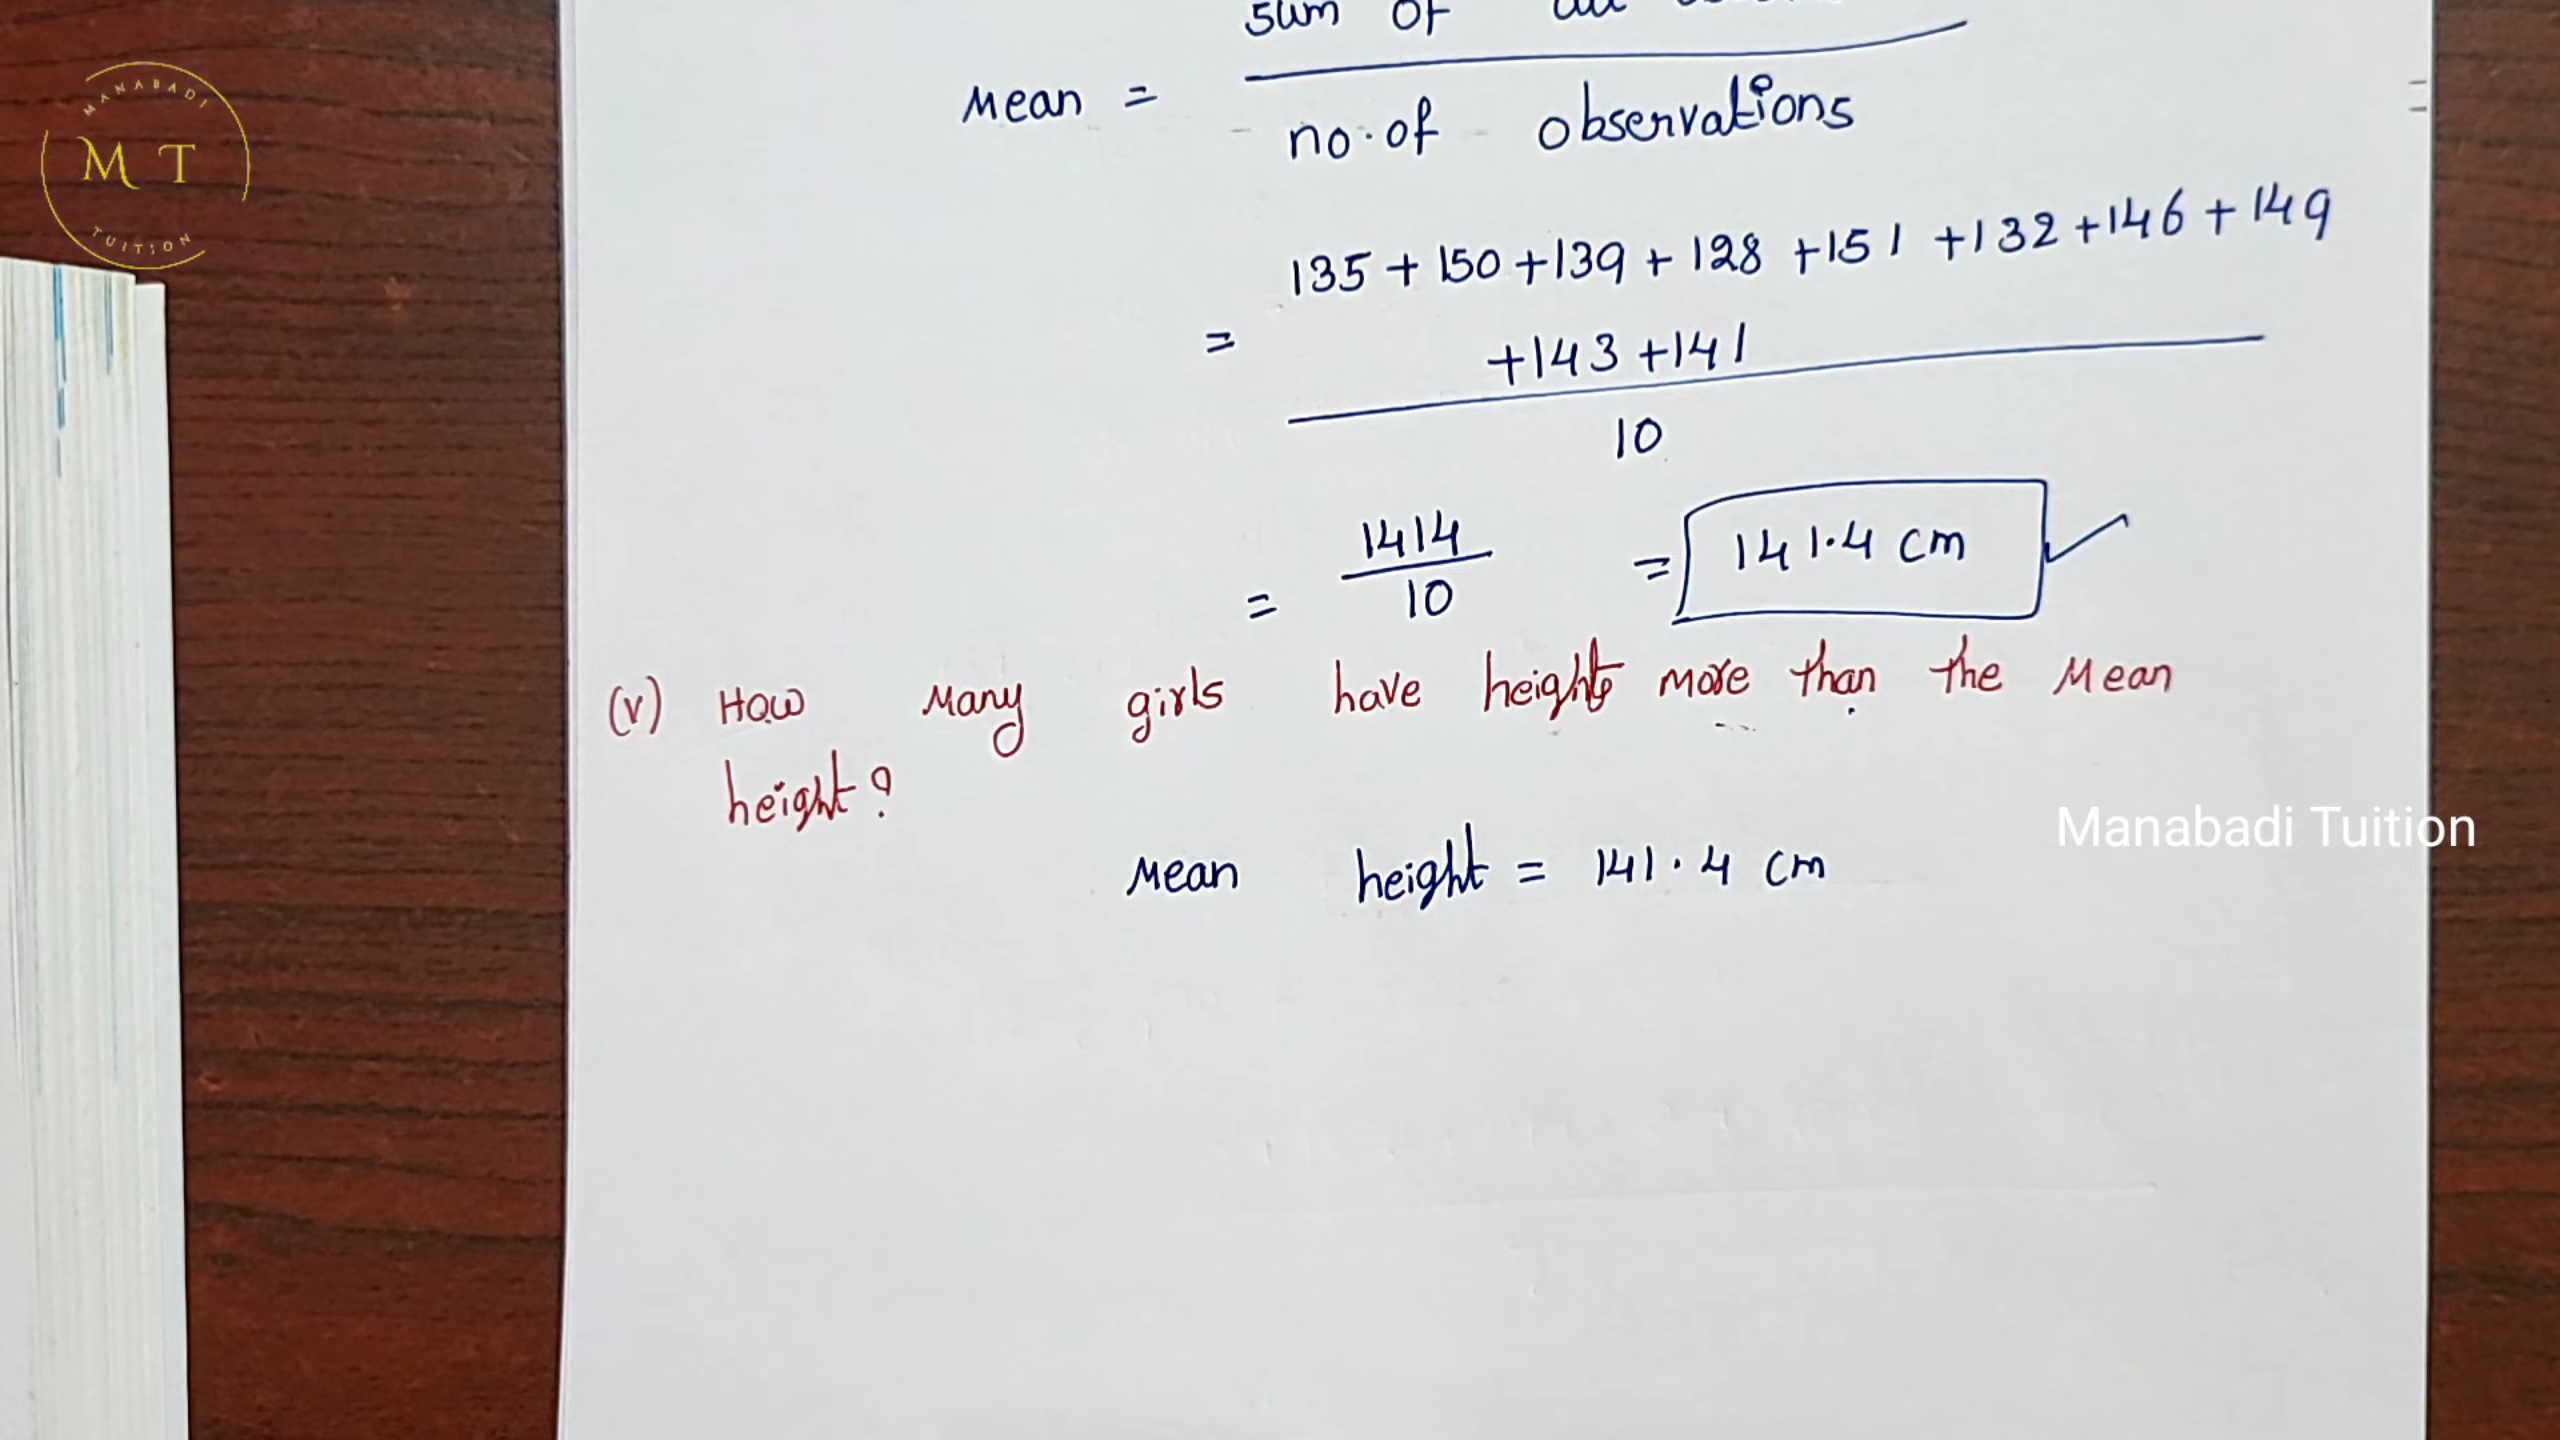 MANABADI
M T
TUITION
sum of all
Mean =
no. of observations
135 + 150 + 139 + 128 + 151 + 132 + 146 + 149
=
+ 143 + 141
10
= 1414 = 141.4 cm
10
(v) How Many girls have height more than the Mean
height?
Manabadi Tuition
Mean height = 141.4 cm